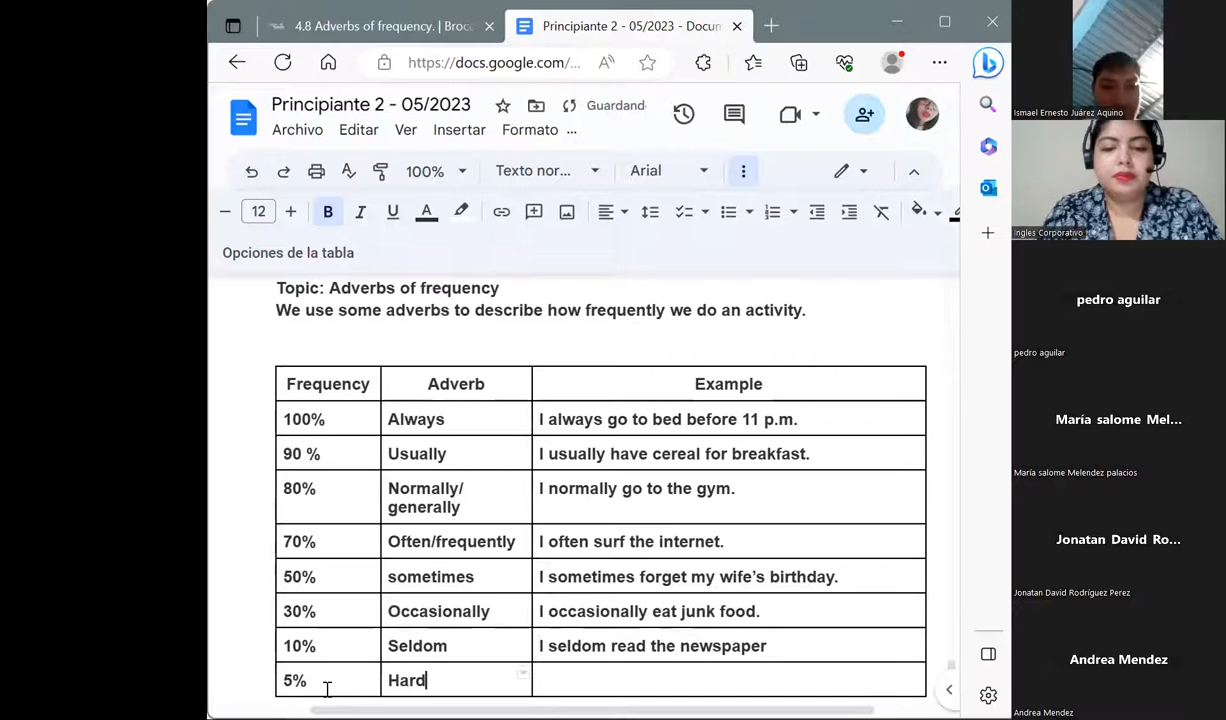 4.8 Adverbs of frequency. | Broc
Principiante 2 - 05/2023 - Docum
https://docs.google.com/...
Principiante 2 - 05/2023
Guardand
Archivo Editar Ver Insertar Formato ...
100% Texto nor... Arial
12 B I U A
Opciones de la tabla
Topic: Adverbs of frequency
We use some adverbs to describe how frequently we do an activity.
Frequency Adverb Example
100% Always I always go to bed before 11 p.m.
90 % Usually I usually have cereal for breakfast.
80% Normally/ I normally go to the gym.
generally
70% Often/frequently I often surf the internet.
50% sometimes I sometimes forget my wife's birthday.
30% Occasionally I occasionally eat junk food.
10% Seldom I seldom read the newspaper
5% Hard
Ismael Ernesto Juárez Aquino
Ingles Corporativo
pedro aguilar
pedro aguilar
María salome Mel...
María salome Melendez palacios
Jonatan David Ro...
Jonatan David Rodríguez Perez
Andrea Mendez
Andrea Mendez